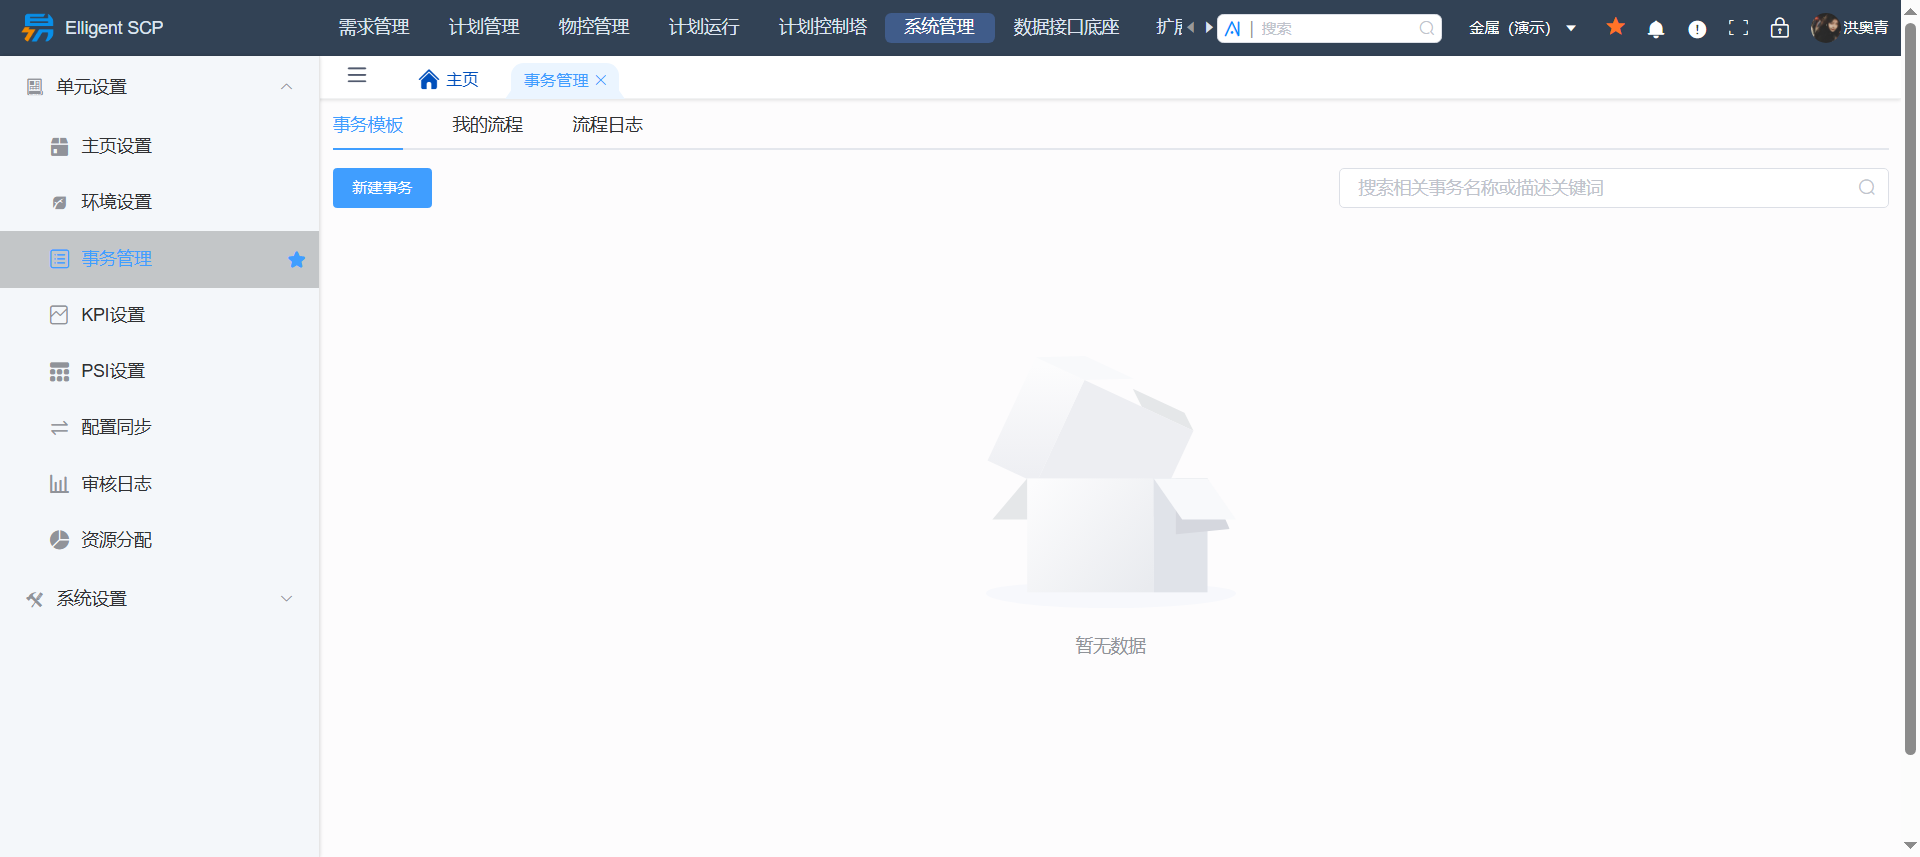 Elligent SCP
需求管理
计划管理
物控管理
计划运行
计划控制塔
系统管理
数据接口底座
AI | 搜索
金属（演示）
洪奥青
单元设置
主页设置
环境设置
事务管理
KPI设置
PSI设置
配置同步
审核日志
资源分配
系统设置
主页
事务管理
事务模板
我的流程
流程日志
新建事务
搜索相关事务名称或描述关键词
暂无数据